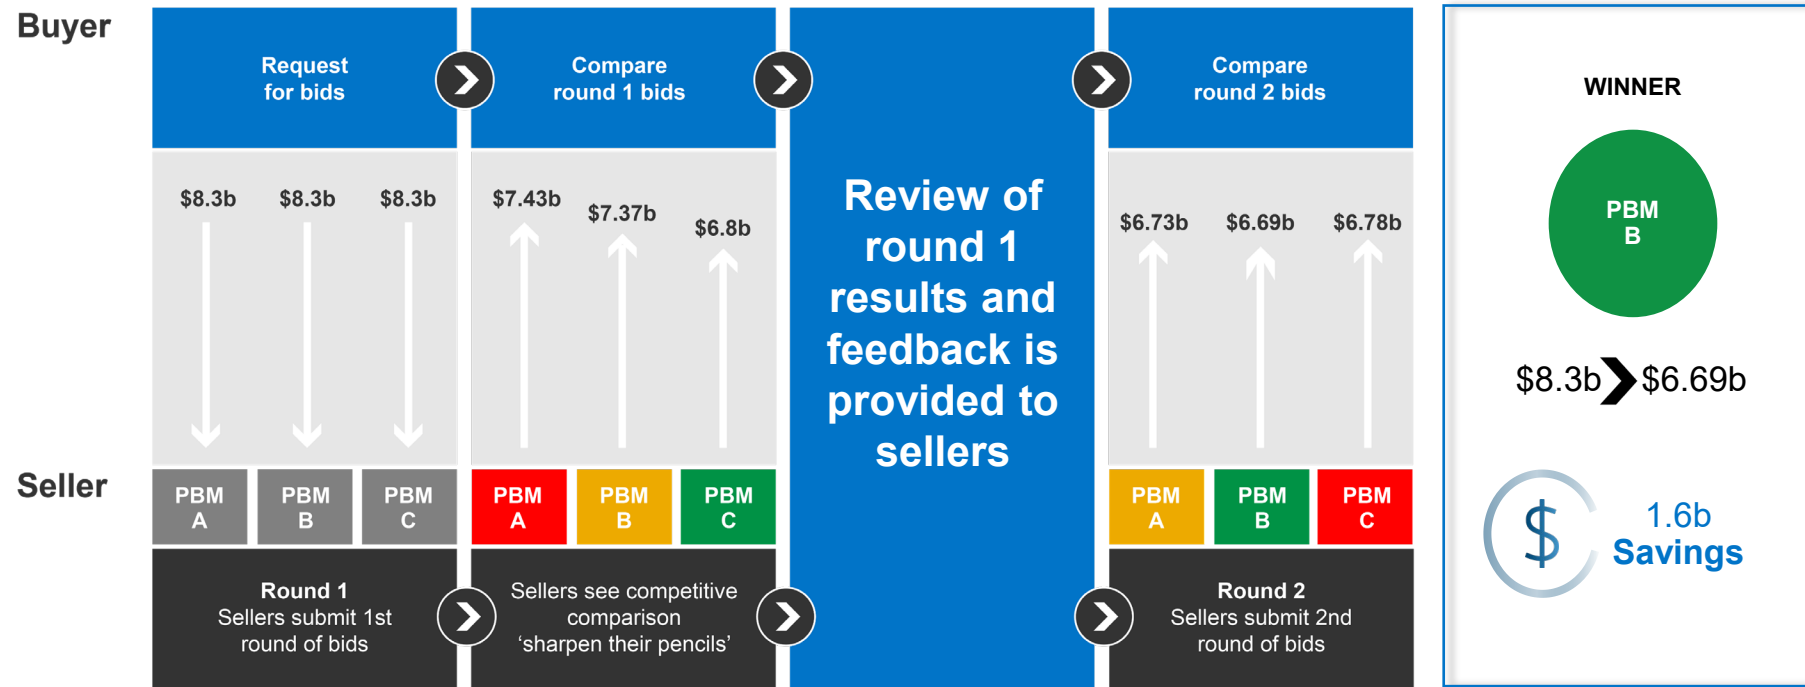 Buyer
Request
for bids
Compare
round 1 bids
Compare
round 2 bids
$8.3b
$8.3b
$8.3b
$7.43b
$7.37b
$6.8b
Review of
round 1
results and
feedback is
provided to
sellers
$6.73b
$6.69b
$6.78b
Seller
PBM
A
PBM
B
PBM
C
PBM
A
PBM
B
PBM
C
PBM
A
PBM
B
PBM
C
Round 1
Sellers submit 1st
round of bids
Sellers see competitive
comparison
‘sharpen their pencils’
Round 2
Sellers submit 2nd
round of bids
WINNER
PBM
B
$8.3b $6.69b
$
1.6b
Savings